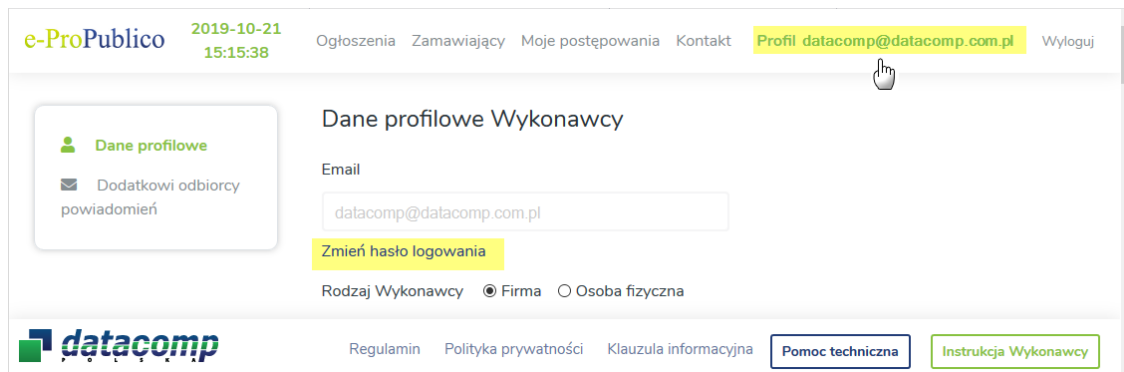 e-ProPublico
2019-10-21
15:15:38
Ogłoszenia Zamawiający Moje postępowania Kontakt Profil datacomp@datacomp.com.pl Wyloguj
Dane profilowe
Dodatkowi odbiorcy
powiadomień
Dane profilowe Wykonawcy
Email
datacomp@datacomp.com.pl
Zmień hasło logowania
Rodzaj Wykonawcy Firma Osoba fizyczna
datacomp
Regulamin Polityka prywatności Klauzula informacyjna Pomoc techniczna Instrukcja Wykonawcy